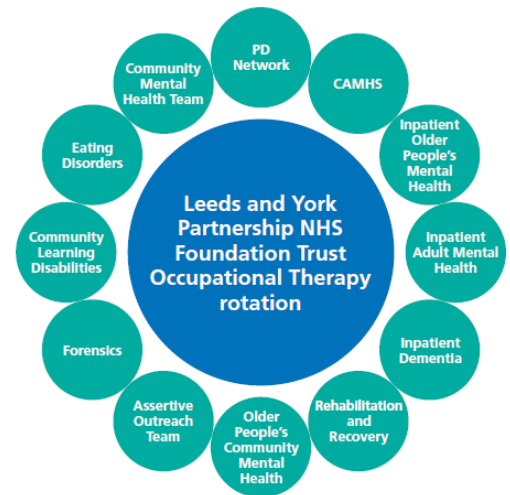 PD
Network
CAMHS
Inpatient
Older
People's
Mental
Health
Inpatient
Adult Mental
Health
Inpatient
Dementia
Rehabilitation
and
Recovery
Older
People's
Community
Mental
Health
Assertive
Outreach
Team
Forensics
Community
Learning
Disabilities
Eating
Disorders
Community
Mental
Health Team
Leeds and York
Partnership NHS
Foundation Trust
Occupational Therapy
rotation